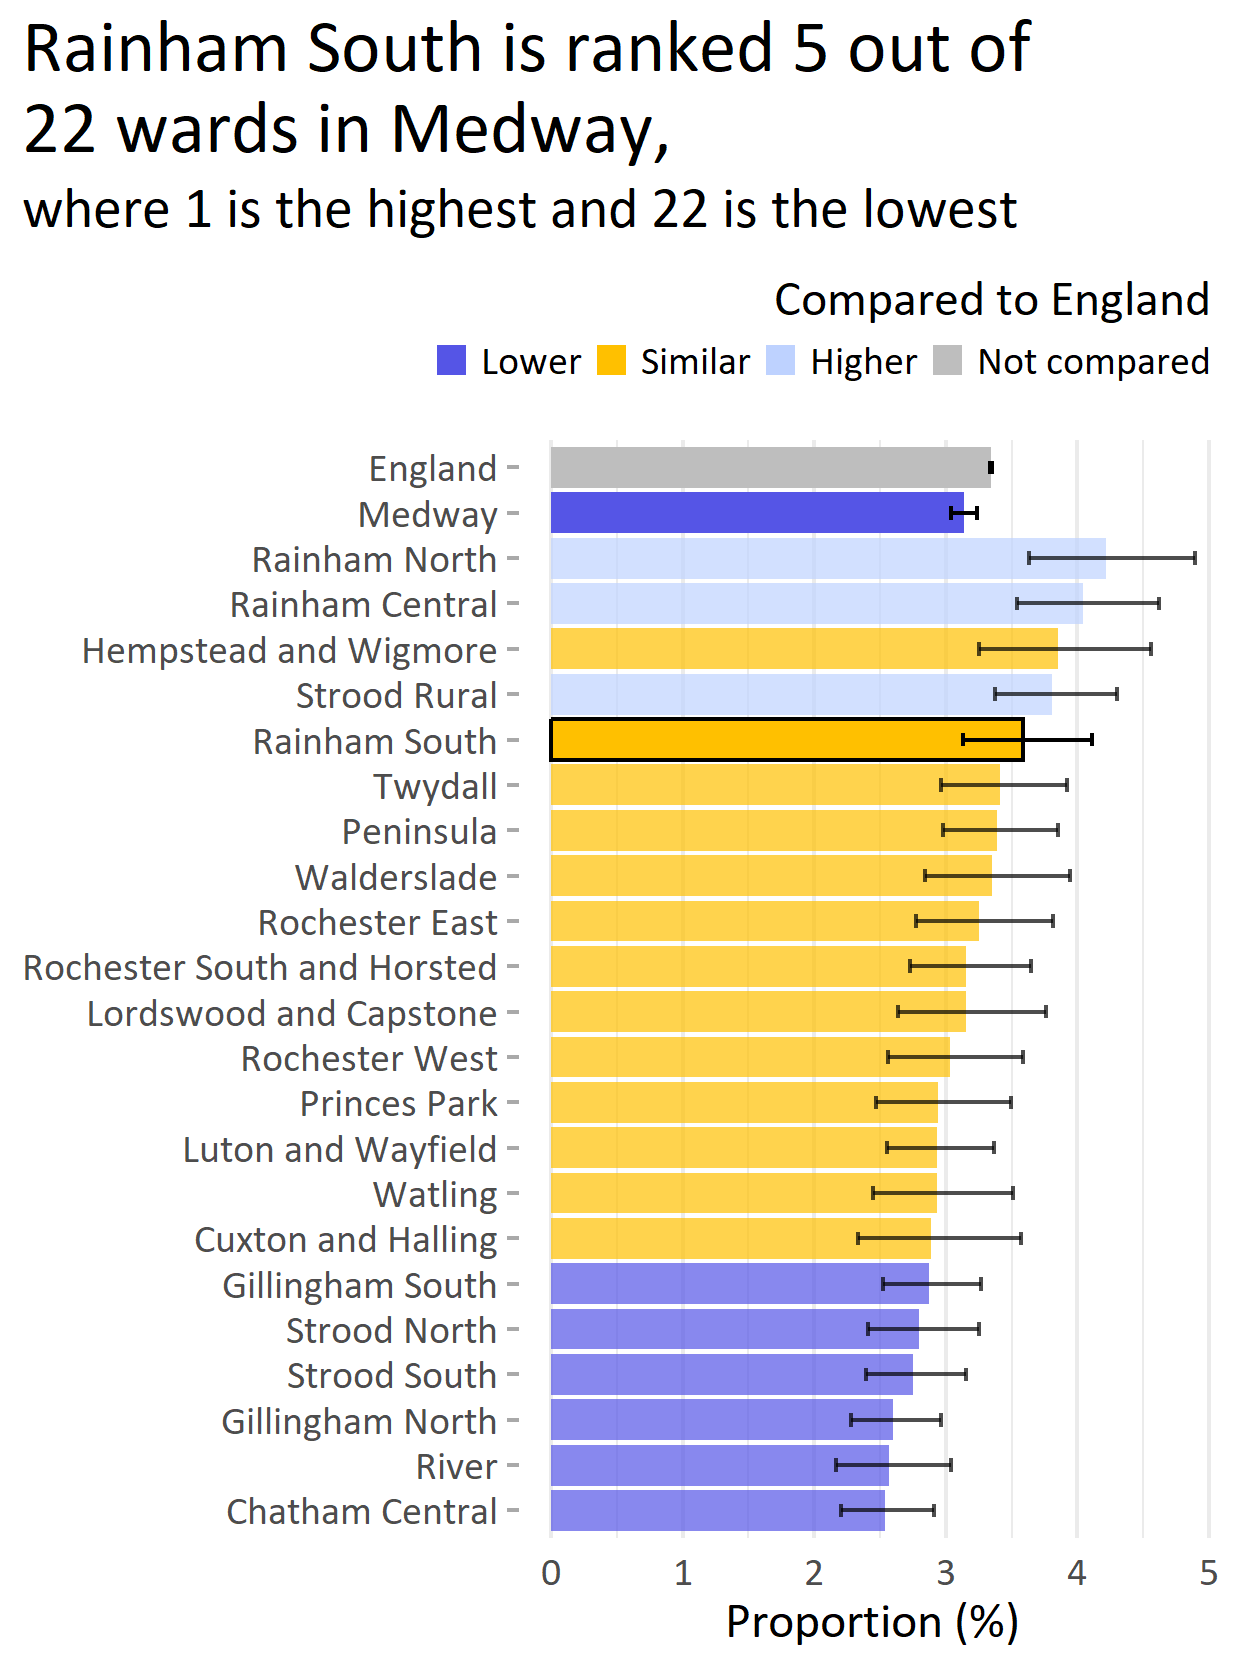 Rainham South is ranked 5 out of
22 wards in Medway,
where 1 is the highest and 22 is the lowest
Compared to England
Lower Similar Higher Not compared
England
Medway
Rainham North
Rainham Central
Hempstead and Wigmore
Strood Rural
Rainham South
Twydall
Peninsula
Walderslade
Rochester East
Rochester South and Horsted
Lordswood and Capstone
Rochester West
Princes Park
Luton and Wayfield
Watling
Cuxton and Halling
Gillingham South
Strood North
Strood South
Gillingham North
River
Chatham Central
0 1 2 3 4 5
Proportion (%)